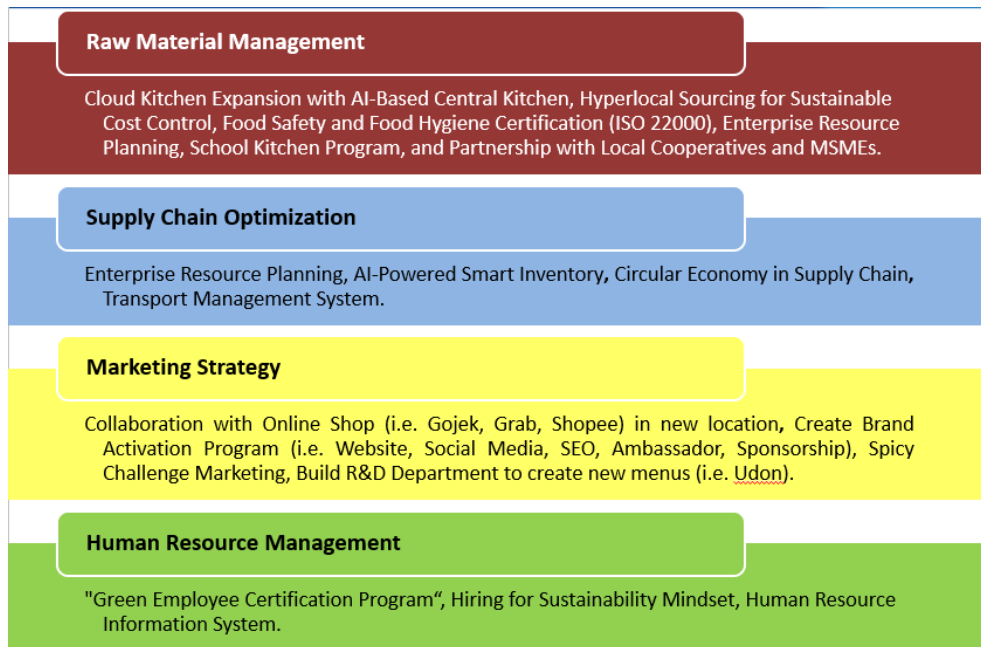 Raw Material Management
Cloud Kitchen Expansion with AI-Based Central Kitchen, Hyperlocal Sourcing for Sustainable
Cost Control, Food Safety and Food Hygiene Certification (ISO 22000), Enterprise Resource
Planning, School Kitchen Program, and Partnership with Local Cooperatives and MSMEs.
Supply Chain Optimization
Enterprise Resource Planning, AI-Powered Smart Inventory, Circular Economy in Supply Chain,
Transport Management System.
Marketing Strategy
Collaboration with Online Shop (i.e. Gojek, Grab, Shopee) in new location, Create Brand
Activation Program (i.e. Website, Social Media, SEO, Ambassador, Sponsorship), Spicy
Challenge Marketing, Build R&D Department to create new menus (i.e. Udon).
Human Resource Management
"Green Employee Certification Program“, Hiring for Sustainability Mindset, Human Resource
Information System.